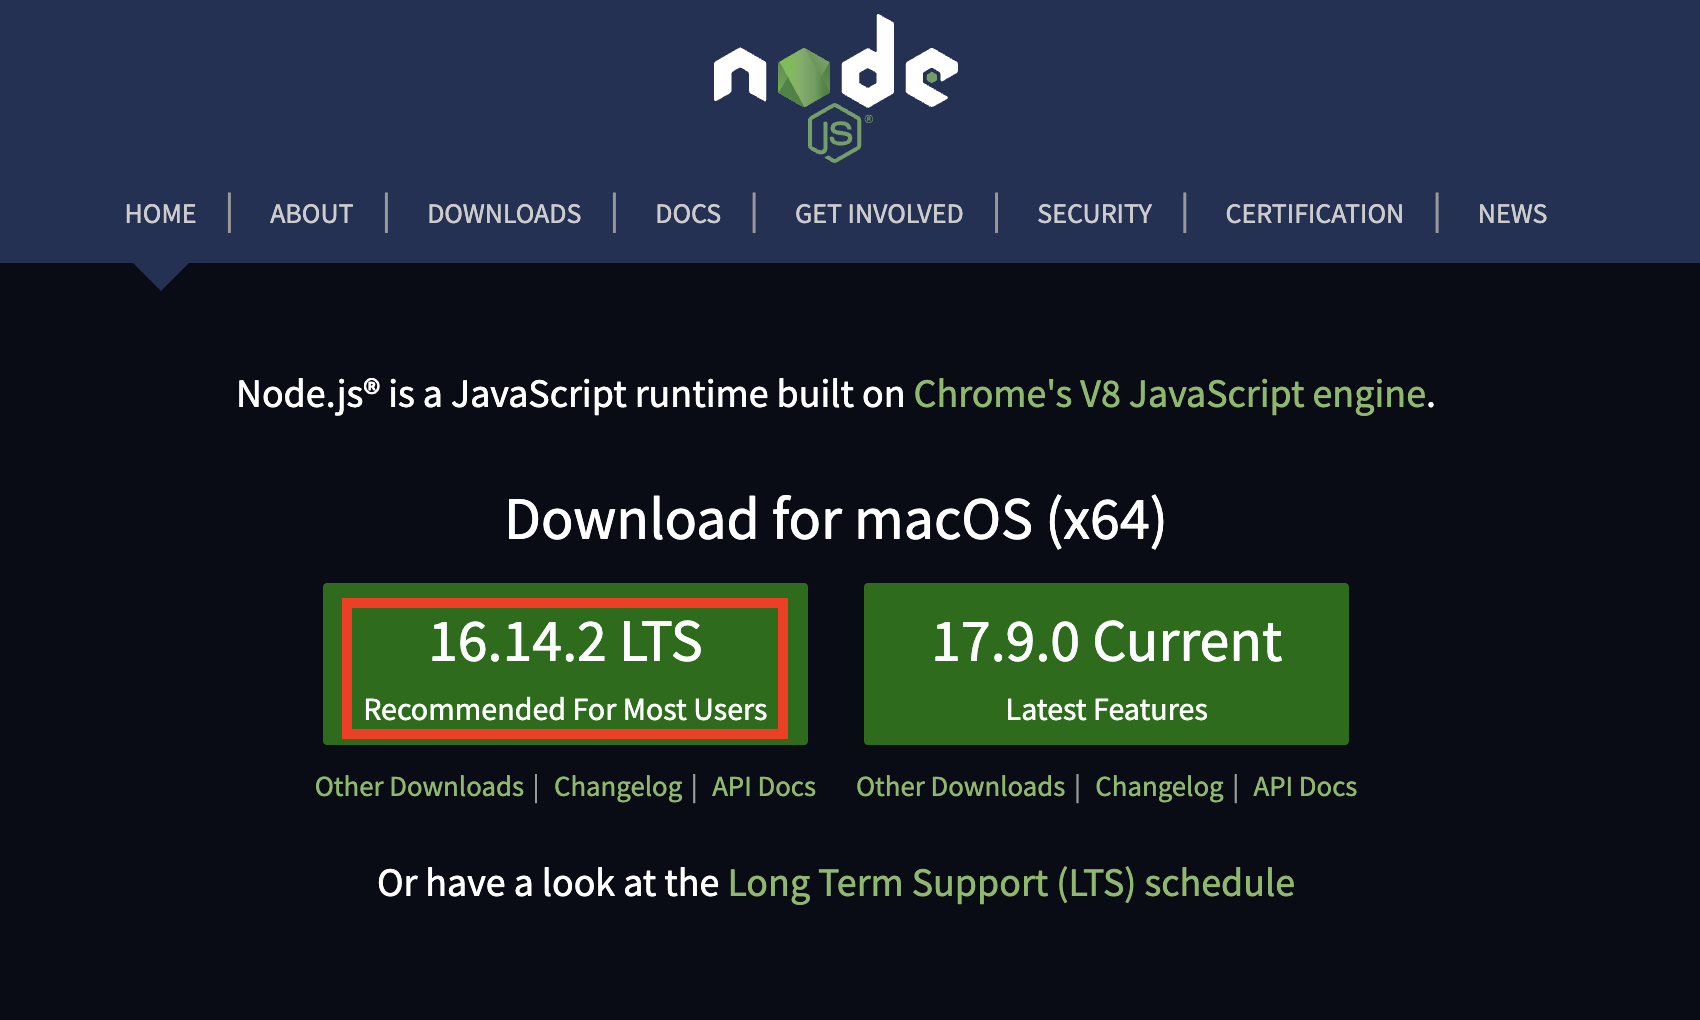 node
JS®
HOME | ABOUT | DOWNLOADS | DOCS | GET INVOLVED | SECURITY | CERTIFICATION | NEWS
Node.js® is a JavaScript runtime built on Chrome's V8 JavaScript engine.
Download for macOS (x64)
16.14.2 LTS
Recommended For Most Users
17.9.0 Current
Latest Features
Other Downloads | Changelog | API Docs
Other Downloads | Changelog | API Docs
Or have a look at the Long Term Support (LTS) schedule